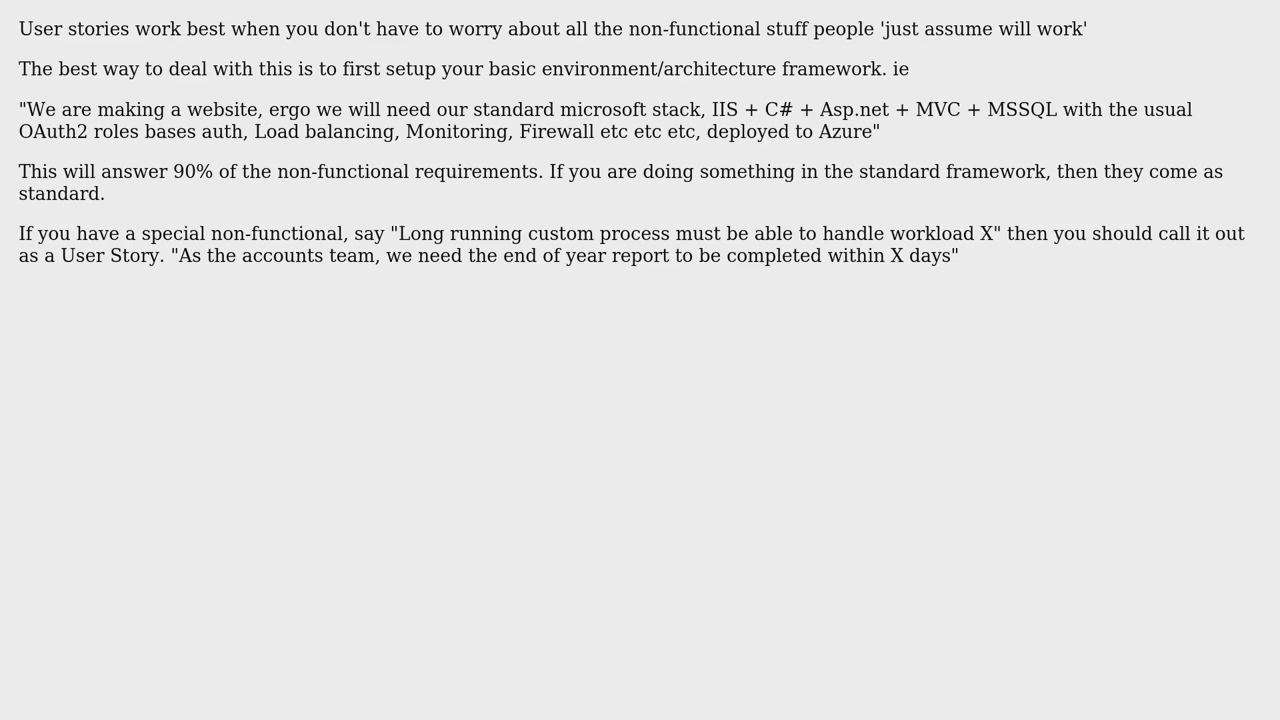 User stories work best when you don't have to worry about all the non-functional stuff people 'just assume will work'
The best way to deal with this is to first setup your basic environment/architecture framework. ie
"We are making a website, ergo we will need our standard microsoft stack, IIS + C# + Asp.net + MVC + MSSQL with the usual
OAuth2 roles bases auth, Load balancing, Monitoring, Firewall etc etc etc, deployed to Azure"
This will answer 90% of the non-functional requirements. If you are doing something in the standard framework, then they come as
standard.
If you have a special non-functional, say "Long running custom process must be able to handle workload X" then you should call it out
as a User Story. "As the accounts team, we need the end of year report to be completed within X days"